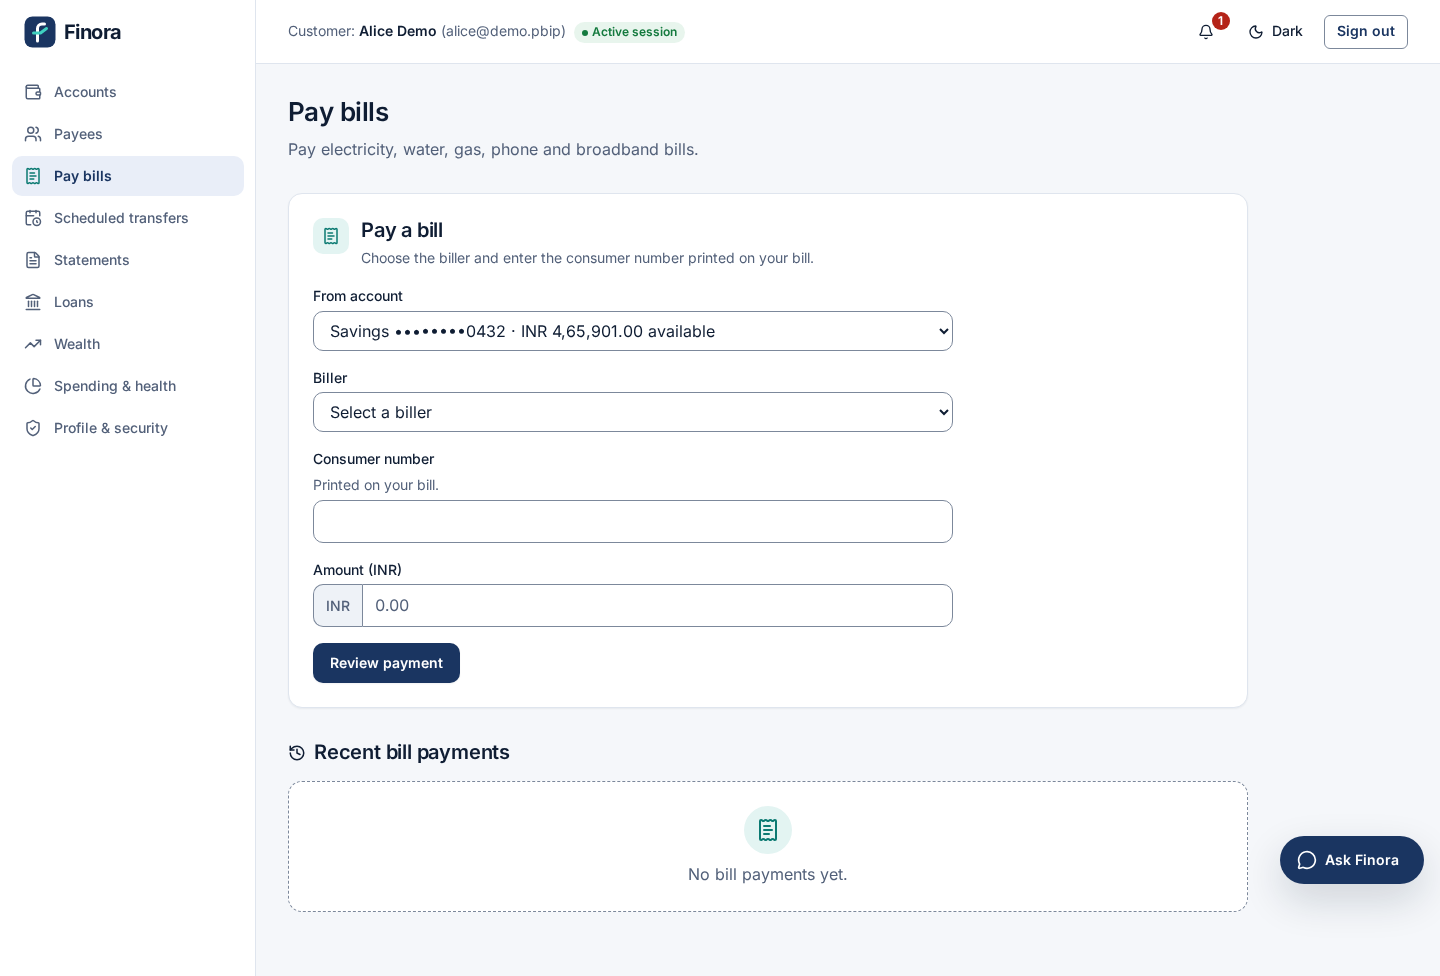 Finora
Customer: Alice Demo (alice@demo.pbip) Active session
1
Dark
Sign out
Accounts
Payees
Pay bills
Scheduled transfers
Statements
Loans
Wealth
Spending & health
Profile & security
Pay bills
Pay electricity, water, gas, phone and broadband bills.
Pay a bill
Choose the biller and enter the consumer number printed on your bill.
From account
Savings ••••••••0432 · INR 4,65,901.00 available
Biller
Select a biller
Consumer number
Printed on your bill.
Amount (INR)
INR 0.00
Review payment
Recent bill payments
No bill payments yet.
Ask Finora